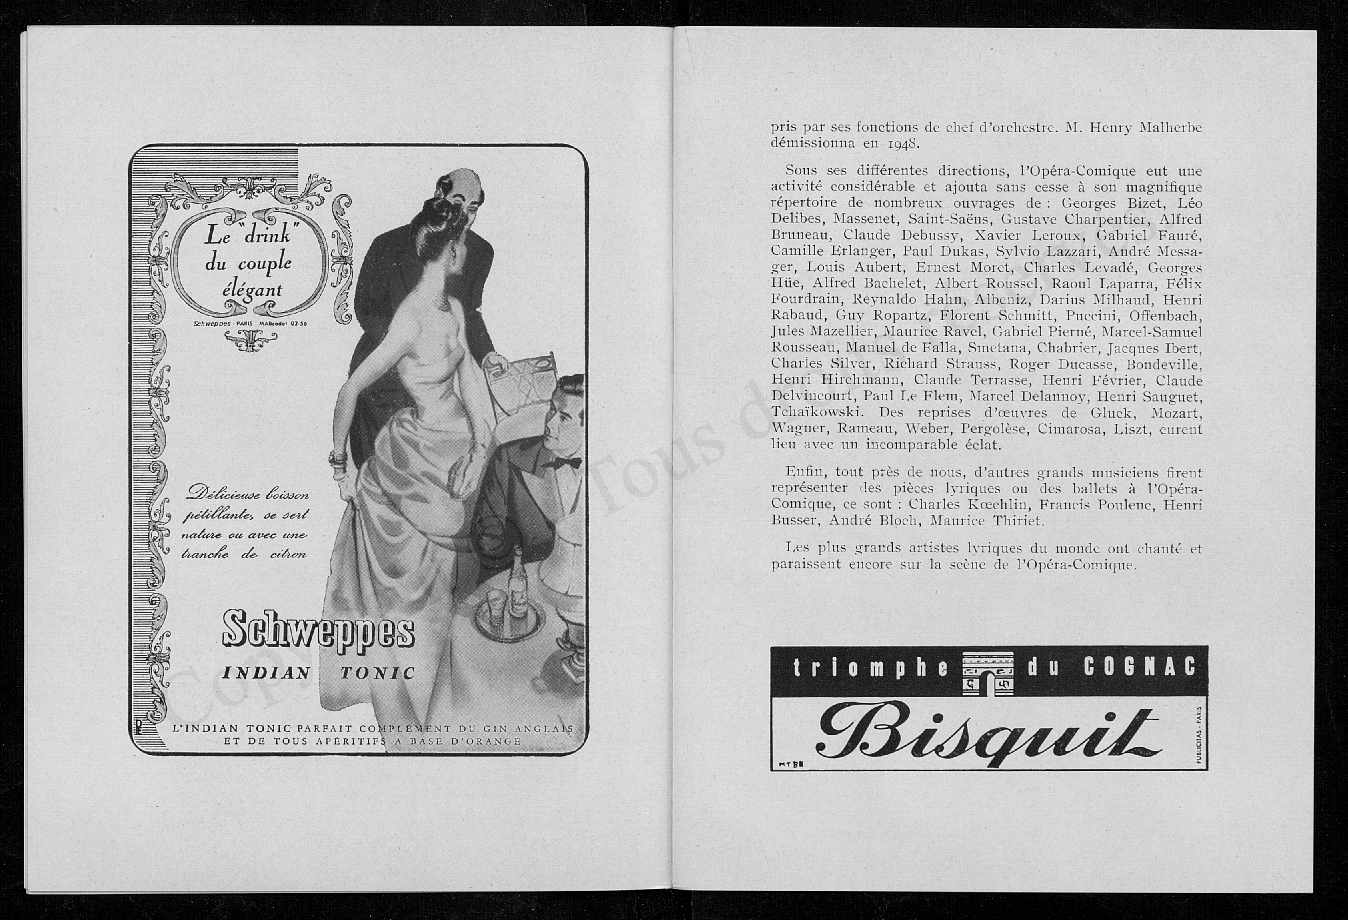 Le "drink"
du couple
élégant
Schweppes - PARIS MARcadet 02-56
Délicieuse boisson
pétillante, se sert
nature ou avec une
tranche de citron
Schweppes
INDIAN TONIC
L'INDIAN TONIC PARFAIT COMPLÉMENT DU GIN ANGLAIS
ET DE TOUS APÉRITIFS A BASE D'ORANGE
pris par ses fonctions de chef d'orchestre. M. Henry Malherbe
démissionna en 1948.
Sous ses différentes directions, l'Opéra-Comique eut une
activité considérable et ajouta sans cesse à son magnifique
répertoire de nombreux ouvrages de : Georges Bizet, Léo
Delibes, Massenet, Saint-Saëns, Gustave Charpentier, Alfred
Bruneau, Claude Debussy, Xavier Leroux, Gabriel Fauré,
Camille Erlanger, Paul Dukas, Sylvio Lazzari, André Messa-
ger, Louis Aubert, Ernest Moret, Charles Levadé, Georges
Hüe, Alfred Bachelet, Albert Roussel, Raoul Laparra, Félix
Fourdrain, Reynaldo Hahn, Albeniz, Darius Milhaud, Henri
Rabaud, Guy Ropartz, Florent Schmitt, Puccini, Offenbach,
Jules Mazellier, Maurice Ravel, Gabriel Pierné, Marcel-Samuel
Rousseau, Manuel de Falla, Smetana, Chabrier, Jacques Ibert,
Charles Silver, Richard Strauss, Roger Ducasse, Bondeville,
Henri Hirchmann, Claude Terrasse, Henri Février, Claude
Delvincourt, Paul Le Flem, Marcel Delannoy, Henri Sauguet,
Tchaïkowski. Des reprises d'œuvres de Gluck, Mozart,
Wagner, Rameau, Weber, Pergolèse, Cimarosa, Liszt, eurent
lieu avec un incomparable éclat.
Enfin, tout près de nous, d'autres grands musiciens firent
représenter des pièces lyriques ou des ballets à l'Opéra-
Comique, ce sont : Charles Kœchlin, Francis Poulenc, Henri
Busser, André Bloch, Maurice Thiriet.
Les plus grands artistes lyriques du monde ont chanté et
paraissent encore sur la scène de l'Opéra-Comique.
triomphe du COGNAC
Bisquit
PUBLICITAS - PARIS